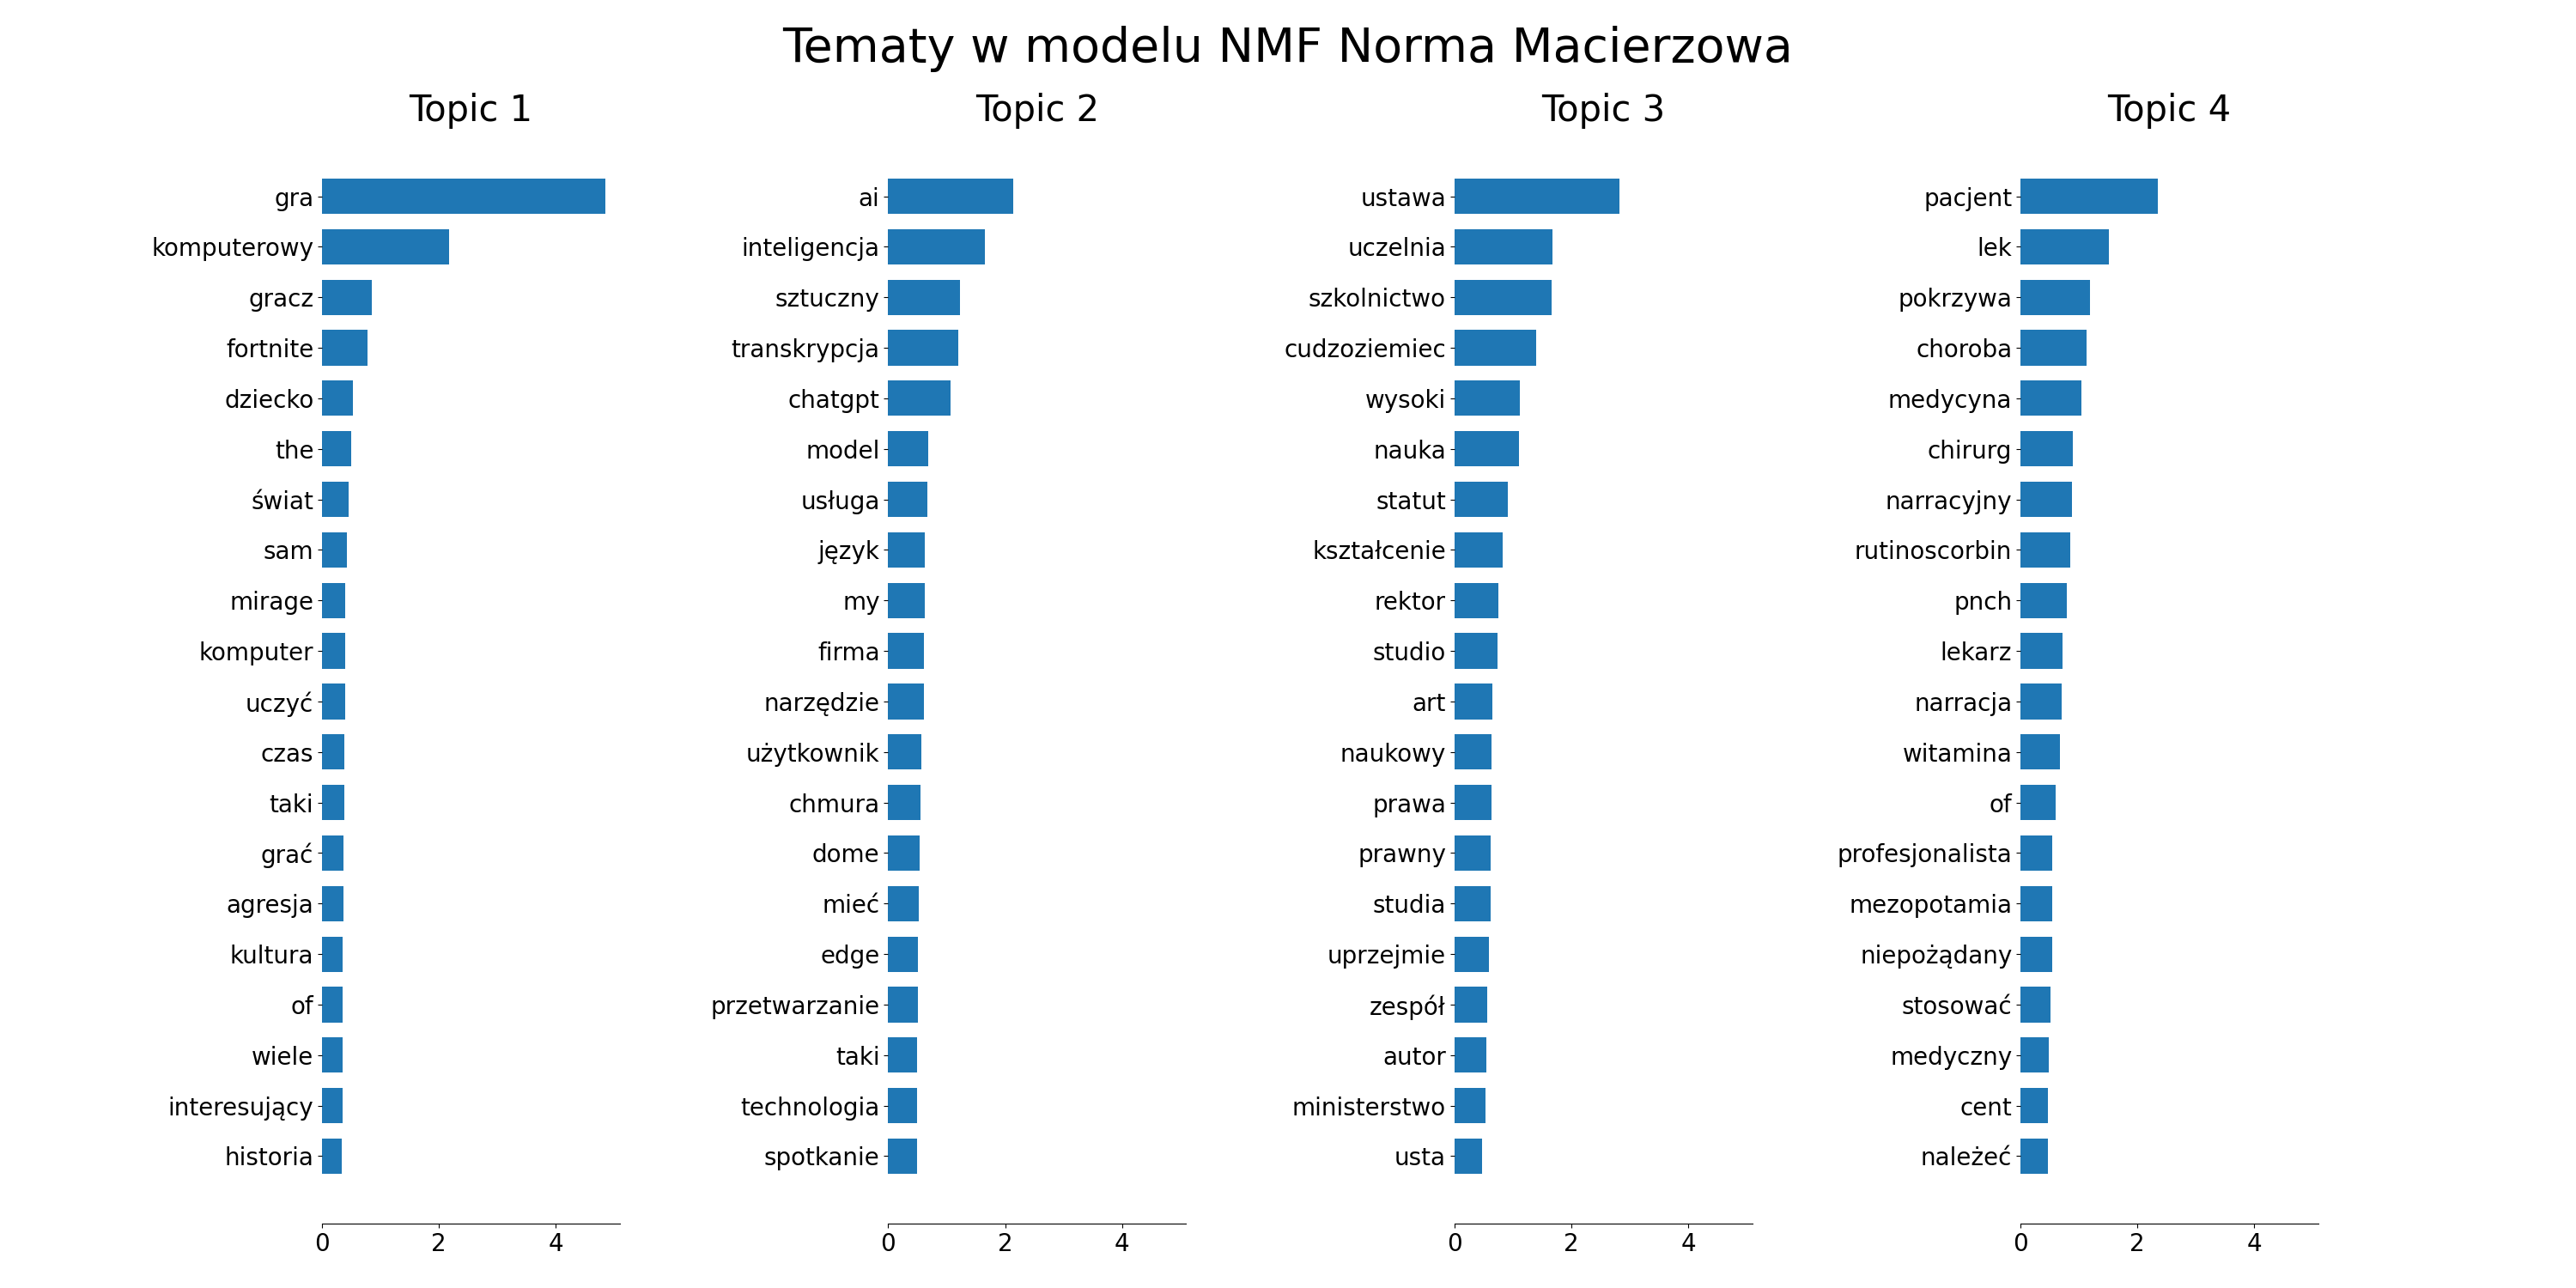 Tematy w modelu NMF Norma Macierzowa
Topic 1
gra
komputerowy
gracz
fortnite
dziecko
the
świat
sam
mirage
komputer
uczyć
czas
taki
grać
agresja
kultura
of
wiele
interesujący
historia
0 2 4
Topic 2
ai
inteligencja
sztuczny
transkrypcja
chatgpt
model
usługa
język
my
firma
narzędzie
użytkownik
chmura
dome
mieć
edge
przetwarzanie
taki
technologia
spotkanie
0 2 4
Topic 3
ustawa
uczelnia
szkolnictwo
cudzoziemiec
wysoki
nauka
statut
kształcenie
rektor
studio
art
naukowy
prawa
prawny
studia
uprzejmie
zespół
autor
ministerstwo
usta
0 2 4
Topic 4
pacjent
lek
pokrzywa
choroba
medycyna
chirurg
narracyjny
rutinoscorbin
pnch
lekarz
narracja
witamina
of
profesjonalista
mezopotamia
niepożądany
stosować
medyczny
cent
należeć
0 2 4